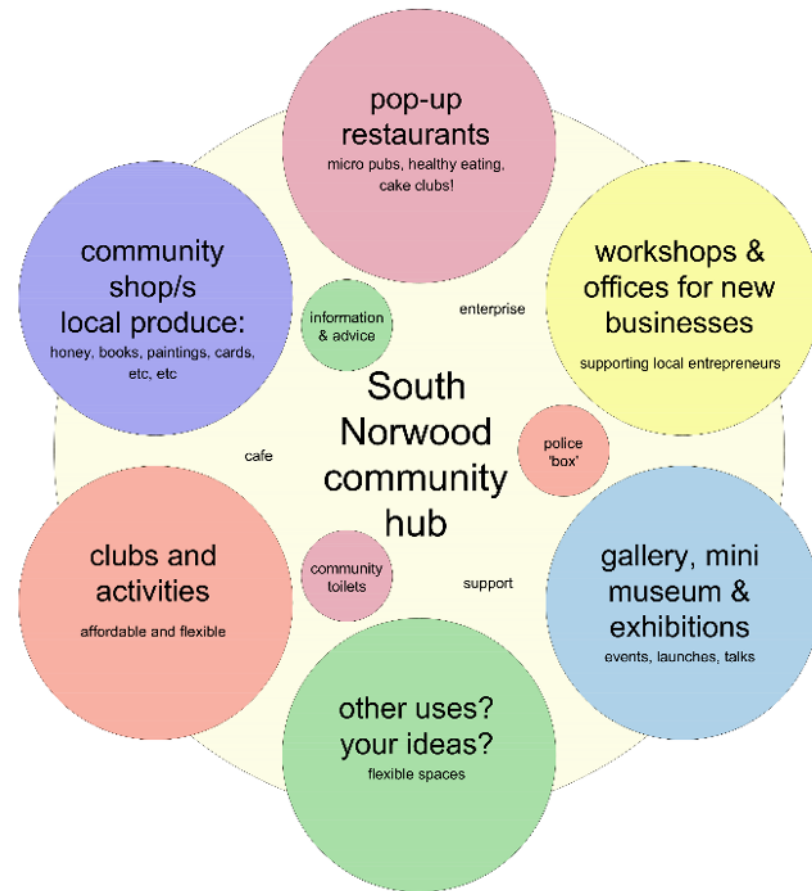 pop-up
restaurants
micro pubs, healthy eating,
cake clubs!
community
shop/s
local produce:
honey, books, paintings, cards,
etc, etc
workshops &
offices for new
businesses
supporting local entrepreneurs
information
& advice
enterprise
South
Norwood
community
hub
police
'box'
cafe
clubs and
activities
affordable and flexible
community
toilets
support
gallery, mini
museum &
exhibitions
events, launches, talks
other uses?
your ideas?
flexible spaces